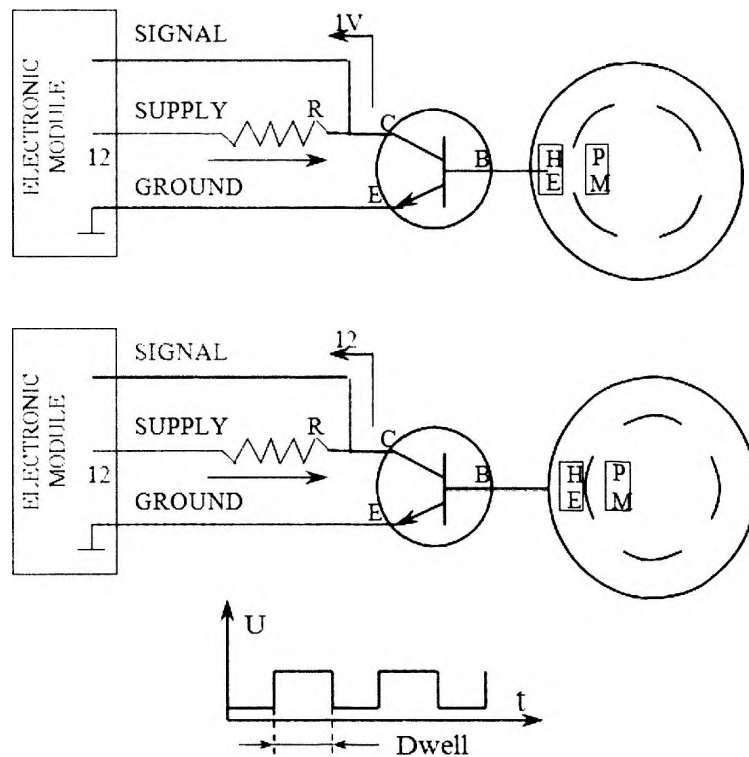 SIGNAL
1V
ELECTRONIC
MODULE
SUPPLY
R
C
12
B
H
E
P
M
GROUND
E
SIGNAL
12
ELECTRONIC
MODULE
SUPPLY
R
C
12
B
H
E
P
M
GROUND
E
U
t
Dwell